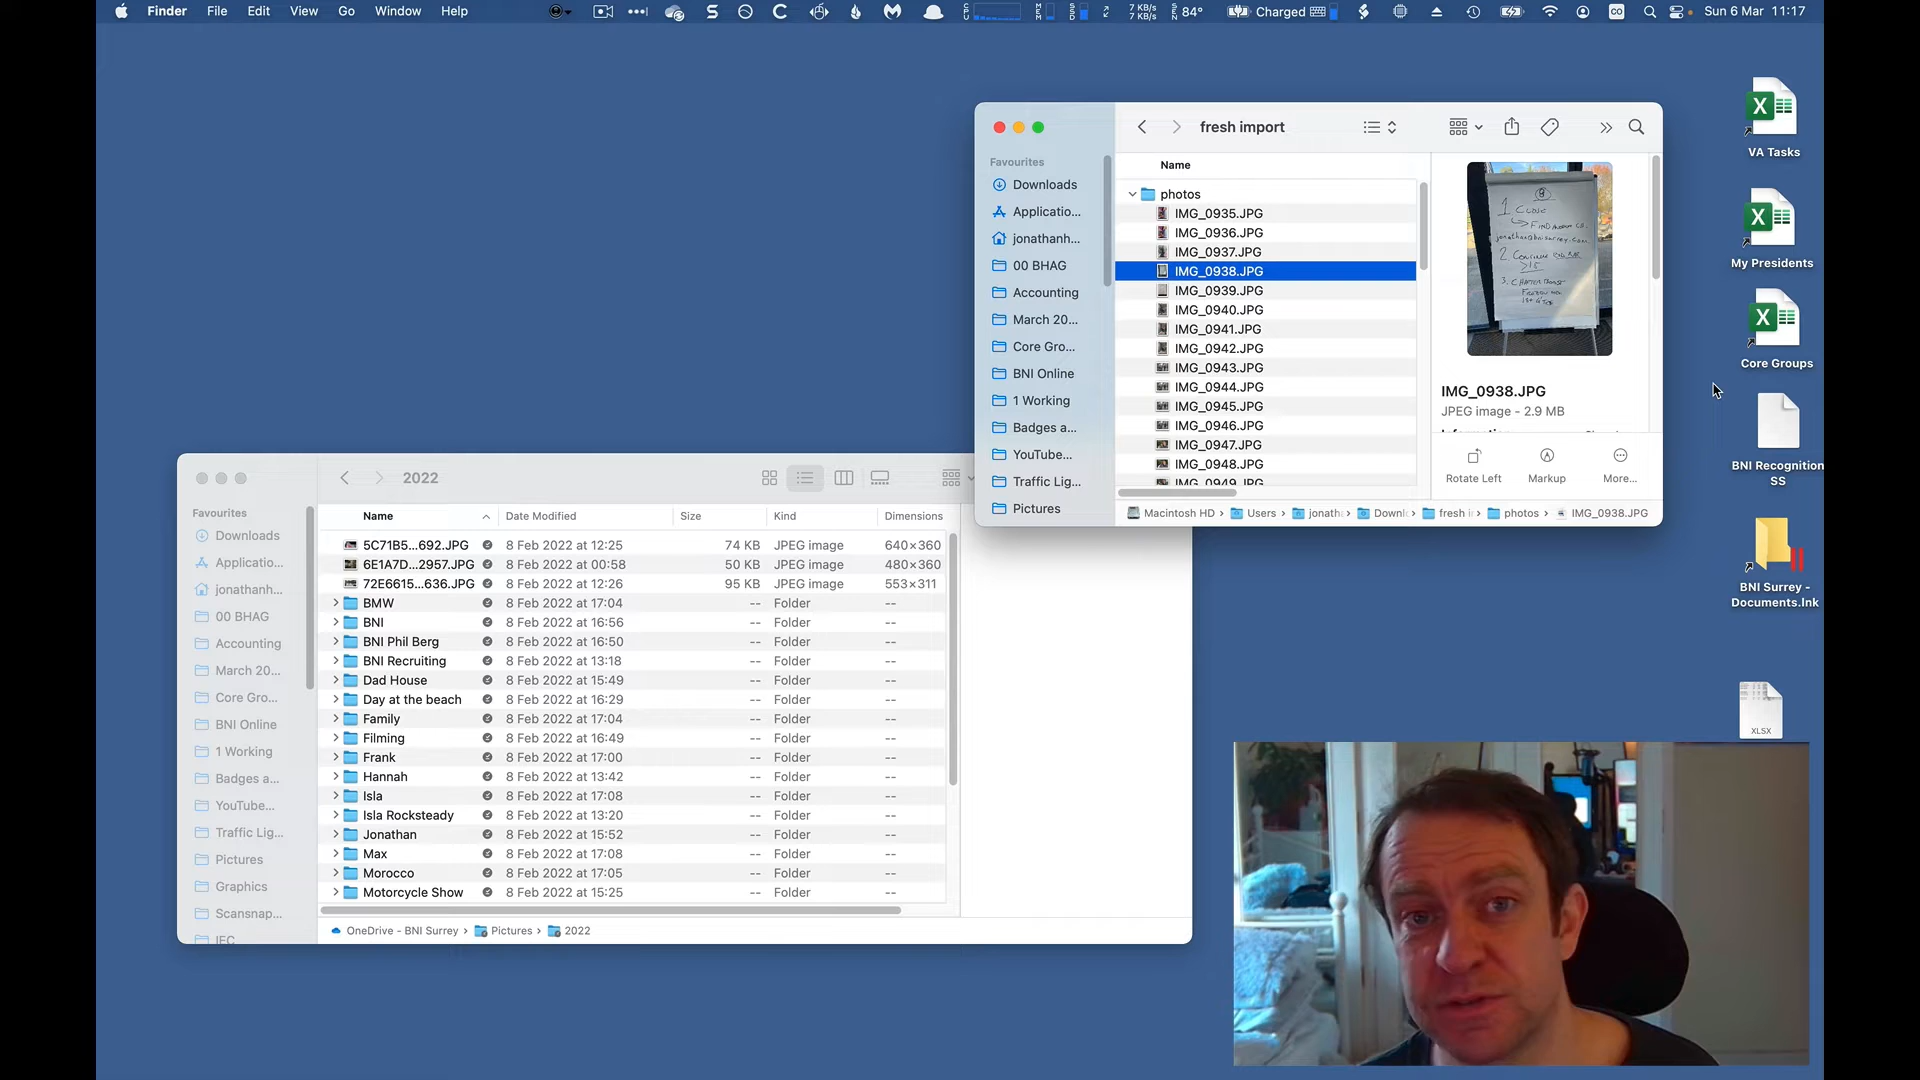 Finder File Edit View Go Window Help
7 KB/s
7 KB/s
84°
Charged
Sun 6 Mar 11:17
fresh import
Favourites
Downloads
Applicatio...
jonathanh...
00 BHAG
Accounting
March 20...
Core Gro...
BNI Online
1 Working
Badges a...
YouTube...
Traffic Lig...
Pictures
Name
photos
IMG_0935.JPG
IMG_0936.JPG
IMG_0937.JPG
IMG_0938.JPG
IMG_0939.JPG
IMG_0940.JPG
IMG_0941.JPG
IMG_0942.JPG
IMG_0943.JPG
IMG_0944.JPG
IMG_0945.JPG
IMG_0946.JPG
IMG_0947.JPG
IMG_0948.JPG
IMG_0949.JPG
1 Close
2. Continue
3. Chapter
IMG_0938.JPG
JPEG image - 2.9 MB
Rotate Left Markup More...
Macintosh HD › Users › jonath › Downl › fresh i › photos › IMG_0938.JPG
VA Tasks
My Presidents
Core Groups
BNI Recognition
SS
BNI Surrey -
Documents.lnk
XLSX
2022
Favourites
Downloads
Applicatio...
jonathanh...
00 BHAG
Accounting
March 20...
Core Gro...
BNI Online
1 Working
Badges a...
YouTube...
Traffic Lig...
Pictures
Graphics
Scansnap...
IEC
Name Date Modified Size Kind Dimensions
5C71B5...692.JPG 8 Feb 2022 at 12:25 74 KB JPEG image 640×360
6E1A7D...2957.JPG 8 Feb 2022 at 00:58 50 KB JPEG image 480×360
72E6615...636.JPG 8 Feb 2022 at 12:26 95 KB JPEG image 553×311
BMW 8 Feb 2022 at 17:04 -- Folder --
BNI 8 Feb 2022 at 16:56 -- Folder --
BNI Phil Berg 8 Feb 2022 at 16:50 -- Folder --
BNI Recruiting 8 Feb 2022 at 13:18 -- Folder --
Dad House 8 Feb 2022 at 15:49 -- Folder --
Day at the beach 8 Feb 2022 at 16:29 -- Folder --
Family 8 Feb 2022 at 17:04 -- Folder --
Filming 8 Feb 2022 at 16:49 -- Folder --
Frank 8 Feb 2022 at 17:00 -- Folder --
Hannah 8 Feb 2022 at 13:42 -- Folder --
Isla 8 Feb 2022 at 17:08 -- Folder --
Isla Rocksteady 8 Feb 2022 at 13:20 -- Folder --
Jonathan 8 Feb 2022 at 15:52 -- Folder --
Max 8 Feb 2022 at 17:08 -- Folder --
Morocco 8 Feb 2022 at 17:05 -- Folder --
Motorcycle Show 8 Feb 2022 at 15:25 -- Folder --
OneDrive - BNI Surrey › Pictures › 2022